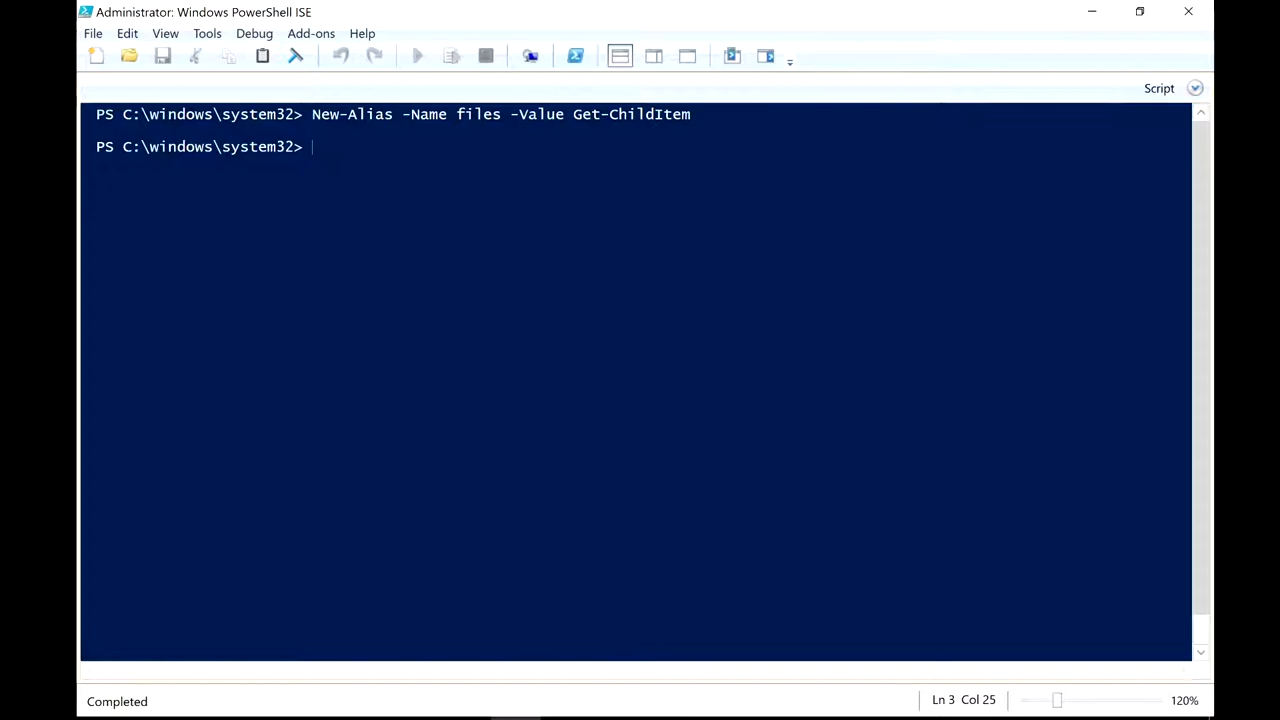 Administrator: Windows PowerShell ISE
File Edit View Tools Debug Add-ons Help
Script
PS C:\windows\system32> New-Alias -Name files -Value Get-ChildItem
PS C:\windows\system32>
Completed
Ln 3 Col 25
120%